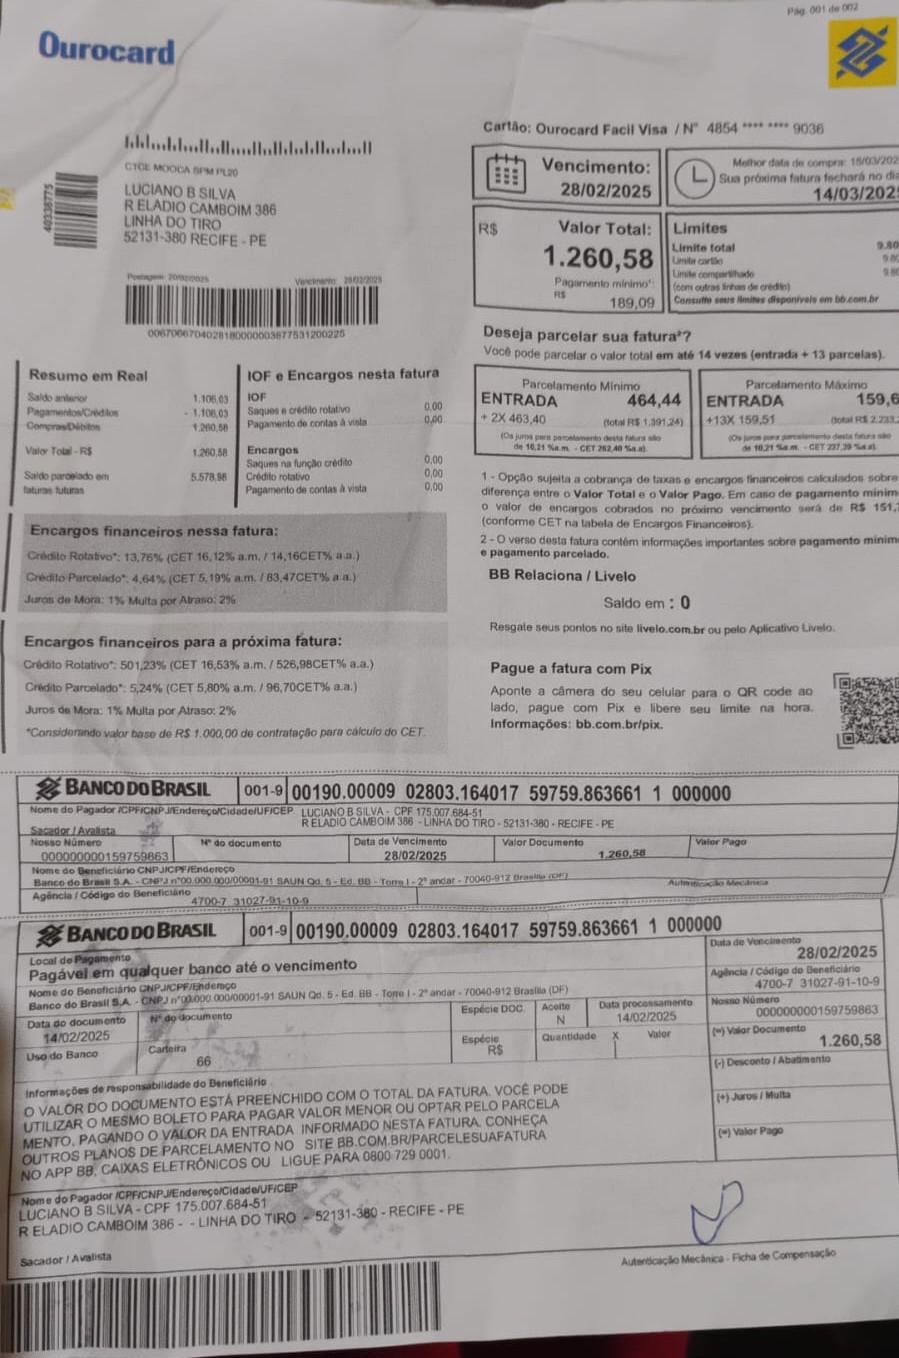 Pág. 001 de 002
Ourocard
Cartão: Ourocard Facil Visa / N° 4854 **** **** 9036
CTCE MOOCA SPM PL20
LUCIANO B SILVA
R ELADIO CAMBOIM 386
LINHA DO TIRO
52131-380 RECIFE - PE
40338775
Vencimento:
28/02/2025
Melhor data de compra: 15/03/202
Sua próxima fatura fechará no dia
14/03/2025
R$ Valor Total:
1.260,58
Pagamento mínimo¹:
R$
189,09
Limites
Limite total 9.80
Limite cartão 9.80
Limite compartilhado 9.80
(com outras linhas de crédito)
Consulte seus limites disponíveis em bb.com.br
Postagem: 20/02/2025 Vencimento: 28/02/2025
Deseja parcelar sua fatura²?
Você pode parcelar o valor total em até 14 vezes (entrada + 13 parcelas).
Parcelamento Mínimo
ENTRADA 464,44
+ 2X 463,40 (total R$ 1.391,24)
(Os juros para parcelamento desta fatura são
de 10,21 %a.m. - CET 262,40 %a.a).
Parcelamento Máximo
ENTRADA 159,6
+13X 159,51 (total R$ 2.233,
(Os juros para parcelamento desta fatura são
de 10,21 %a.m. - CET 237,39 %a.a).
Resumo em Real
Saldo anterior 1.106,03
Pagamentos/Créditos - 1.106,03
Compras/Débitos 1.260,58
Valor Total - R$ 1.260,58
Saldo parcelado em
faturas futuras 5.578,98
IOF e Encargos nesta fatura
IOF
Saques e crédito rotativo 0,00
Pagamento de contas à vista 0,00
Encargos
Saques na função crédito 0,00
Crédito rotativo 0,00
Pagamento de contas à vista 0,00
1 - Opção sujeita a cobrança de taxas e encargos financeiros calculados sobre
diferença entre o Valor Total e o Valor Pago. Em caso de pagamento mínim
o valor de encargos cobrados no próximo vencimento será de R$ 151,
(conforme CET na tabela de Encargos Financeiros).
2 - O verso desta fatura contém informações importantes sobre pagamento mínim
e pagamento parcelado.
Encargos financeiros nessa fatura:
Crédito Rotativo*: 13,76% (CET 16,12% a.m. / 14,16CET% a.a.)
Crédito Parcelado*: 4,64% (CET 5,19% a.m. / 83,47CET% a.a.)
Juros de Mora: 1% Multa por Atraso: 2%
BB Relaciona / Livelo
Saldo em : 0
Resgate seus pontos no site livelo.com.br ou pelo Aplicativo Livelo.
Encargos financeiros para a próxima fatura:
Crédito Rotativo*: 501,23% (CET 16,53% a.m. / 526,98CET% a.a.)
Crédito Parcelado*: 5,24% (CET 5,80% a.m. / 96,70CET% a.a.)
Juros de Mora: 1% Multa por Atraso: 2%
*Considerando valor base de R$ 1.000,00 de contratação para cálculo do CET.
Pague a fatura com Pix
Aponte a câmera do seu celular para o QR code ao
lado, pague com Pix e libere seu limite na hora.
Informações: bb.com.br/pix.
BANCO DO BRASIL 001-9 00190.00009 02803.164017 59759.863661 1 000000
Nome do Pagador /CPF/CNPJ/Endereço/Cidade/UF/CEP LUCIANO B SILVA - CPF 175.007.684-51
R ELADIO CAMBOIM 386 - LINHA DO TIRO - 52131-380 - RECIFE - PE
Sacador / Avalista
Nosso Número N° do documento Data de Vencimento Valor Documento Valor Pago
000000000159759863 28/02/2025 1.260,58
Nome do Beneficiário CNPJ/CPF/Endereço
Banco do Brasil S.A. - CNPJ n°00.000.000/00001-91 SAUN Qd. 5 - Ed. BB - Torre I - 2° andar - 70040-912 Brasília (DF)
Autenticação Mecânica
Agência / Código do Beneficiário
4700-7 31027-91-10-9
BANCO DO BRASIL 001-9 00190.00009 02803.164017 59759.863661 1 000000
Local de Pagamento
Pagável em qualquer banco até o vencimento
Data de Vencimento
28/02/2025
Nome do Beneficiário CNPJ/CPF/Endereço
Banco do Brasil S.A. - CNPJ n°00.000.000/00001-91 SAUN Qd. 5 - Ed. BB - Torre I - 2° andar - 70040-912 Brasília (DF)
Agência / Código do Beneficiário
4700-7 31027-91-10-9
Data do documento N° do documento Espécie DOC Aceite Data processamento
14/02/2025 N 14/02/2025
Nosso Número
000000000159759863
Uso do Banco Carteira Espécie Quantidade X Valor
66 R$
(=) Valor Documento
1.260,58
(-) Desconto / Abatimento
(+) Juros / Multa
(=) Valor Pago
Informações de responsabilidade do Beneficiário
O VALOR DO DOCUMENTO ESTÁ PREENCHIDO COM O TOTAL DA FATURA. VOCÊ PODE
UTILIZAR O MESMO BOLETO PARA PAGAR VALOR MENOR OU OPTAR PELO PARCELA
MENTO, PAGANDO O VALOR DA ENTRADA INFORMADO NESTA FATURA. CONHEÇA
OUTROS PLANOS DE PARCELAMENTO NO SITE BB.COM.BR/PARCELESUAFATURA
NO APP BB, CAIXAS ELETRÔNICOS OU LIGUE PARA 0800 729 0001.
Nome do Pagador /CPF/CNPJ/Endereço/Cidade/UF/CEP
LUCIANO B SILVA - CPF 175.007.684-51
R ELADIO CAMBOIM 386 - - LINHA DO TIRO - 52131-380 - RECIFE - PE
Sacador / Avalista
Autenticação Mecânica - Ficha de Compensação